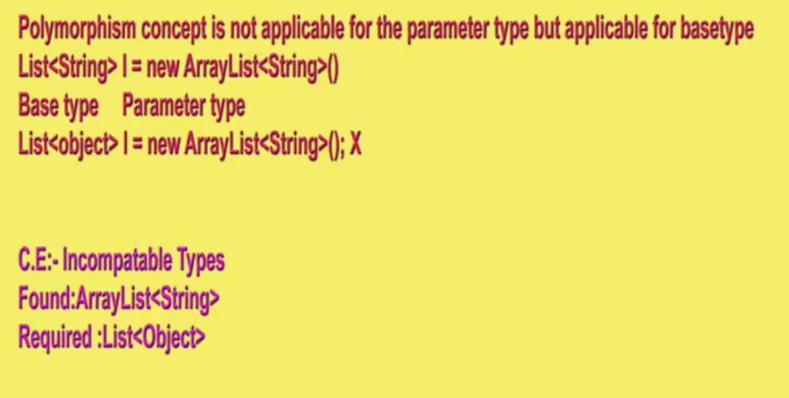 Polymorphism concept is not applicable for the parameter type but applicable for basetype
List<String> l = new ArrayList<String>()
Base type Parameter type
List<object> l = new ArrayList<String>(); X
C.E:- Incompatable Types
Found:ArrayList<String>
Required :List<Object>